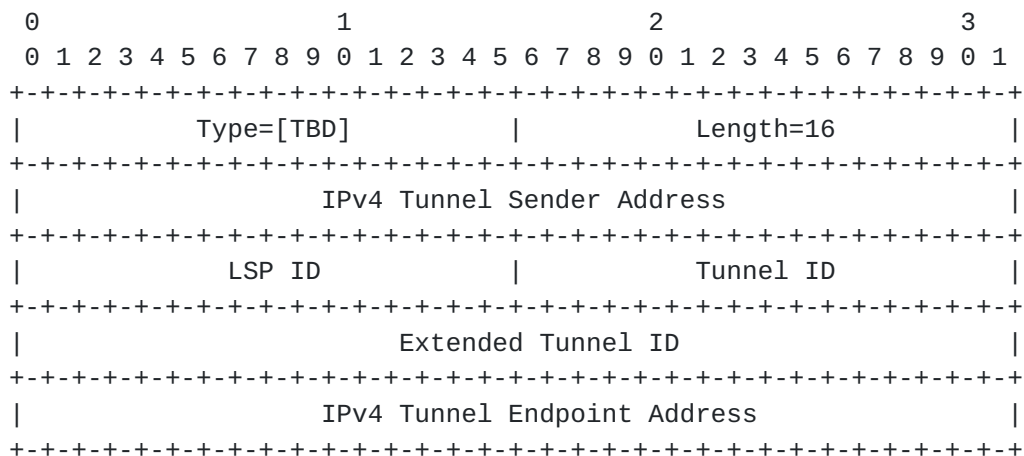 0                   1                   2                   3
 0 1 2 3 4 5 6 7 8 9 0 1 2 3 4 5 6 7 8 9 0 1 2 3 4 5 6 7 8 9 0 1
+-+-+-+-+-+-+-+-+-+-+-+-+-+-+-+-+-+-+-+-+-+-+-+-+-+-+-+-+-+-+-+-+
|           Type=[TBD]          |           Length=16           |
+-+-+-+-+-+-+-+-+-+-+-+-+-+-+-+-+-+-+-+-+-+-+-+-+-+-+-+-+-+-+-+-+
|                   IPv4 Tunnel Sender Address                  |
+-+-+-+-+-+-+-+-+-+-+-+-+-+-+-+-+-+-+-+-+-+-+-+-+-+-+-+-+-+-+-+-+
|             LSP ID            |           Tunnel ID           |
+-+-+-+-+-+-+-+-+-+-+-+-+-+-+-+-+-+-+-+-+-+-+-+-+-+-+-+-+-+-+-+-+
|                        Extended Tunnel ID                     |
+-+-+-+-+-+-+-+-+-+-+-+-+-+-+-+-+-+-+-+-+-+-+-+-+-+-+-+-+-+-+-+-+
|                   IPv4 Tunnel Endpoint Address                |
+-+-+-+-+-+-+-+-+-+-+-+-+-+-+-+-+-+-+-+-+-+-+-+-+-+-+-+-+-+-+-+-+